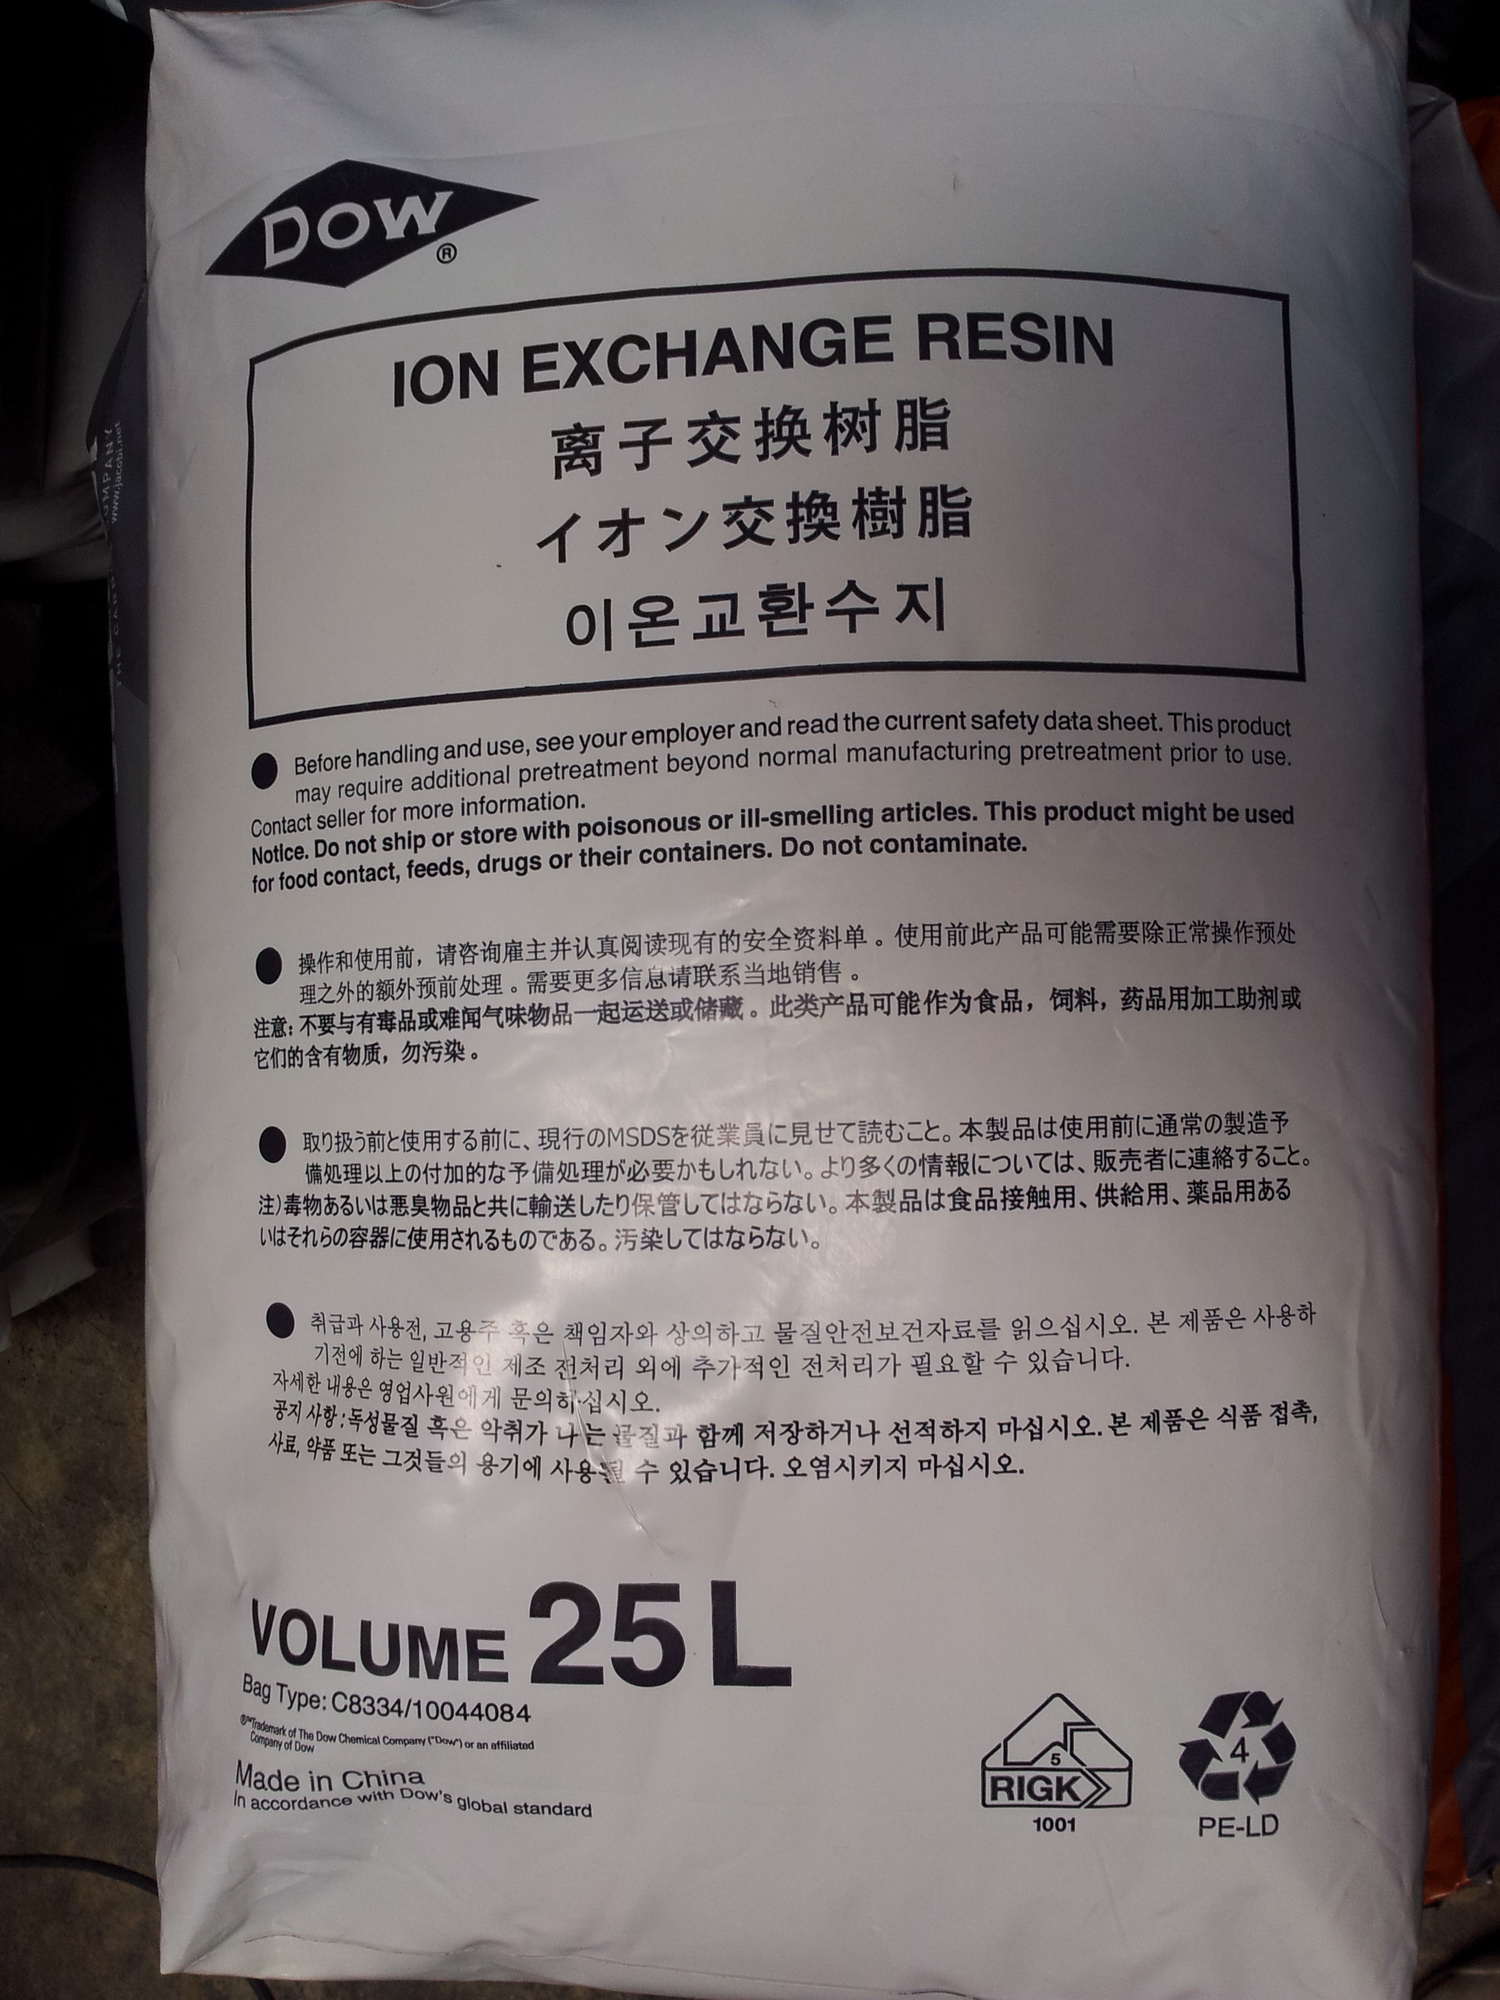 DOW
®
ION EXCHANGE RESIN
离子交换树脂
イオン交換樹脂
이온교환수지
● Before handling and use, see your employer and read the current safety data sheet. This product
may require additional pretreatment beyond normal manufacturing pretreatment prior to use.
Contact seller for more information.
Notice. Do not ship or store with poisonous or ill-smelling articles. This product might be used
for food contact, feeds, drugs or their containers. Do not contaminate.
● 操作和使用前，请咨询雇主并认真阅读现有的安全资料单。使用前此产品可能需要除正常操作预处
理之外的额外预前处理。需要更多信息请联系当地销售。
注意: 不要与有毒品或难闻气味物品一起运送或储藏。此类产品可能作为食品，饲料，药品用加工助剂或
它们的含有物质，勿污染。
● 取り扱う前と使用する前に、現行のMSDSを従業員に見せて読むこと。本製品は使用前に通常の製造予
備処理以上の付加的な予備処理が必要かもしれない。より多くの情報については、販売者に連絡すること。
注)毒物あるいは悪臭物品と共に輸送したり保管してはならない。本製品は食品接触用、供給用、薬品用ある
いはそれらの容器に使用されるものである。汚染してはならない。
● 취급과 사용전, 고용주 혹은 책임자와 상의하고 물질안전보건자료를 읽으십시오. 본 제품은 사용하
기전에 하는 일반적인 제조 전처리 외에 추가적인 전처리가 필요할 수 있습니다.
자세한 내용은 영업사원에게 문의하십시오.
공지 사항:독성물질 혹은 악취가 나는 물질과 함께 저장하거나 선적하지 마십시오. 본 제품은 식품 접촉,
사료, 약품 또는 그것들의 용기에 사용될 수 있습니다. 오염시키지 마십시오.
VOLUME 25L
Bag Type: C8334/10044084
®™Trademark of The Dow Chemical Company ("Dow") or an affiliated
Company of Dow
Made in China
In accordance with Dow's global standard
5
RIGK
1001
4
PE-LD
www.jacobi.net